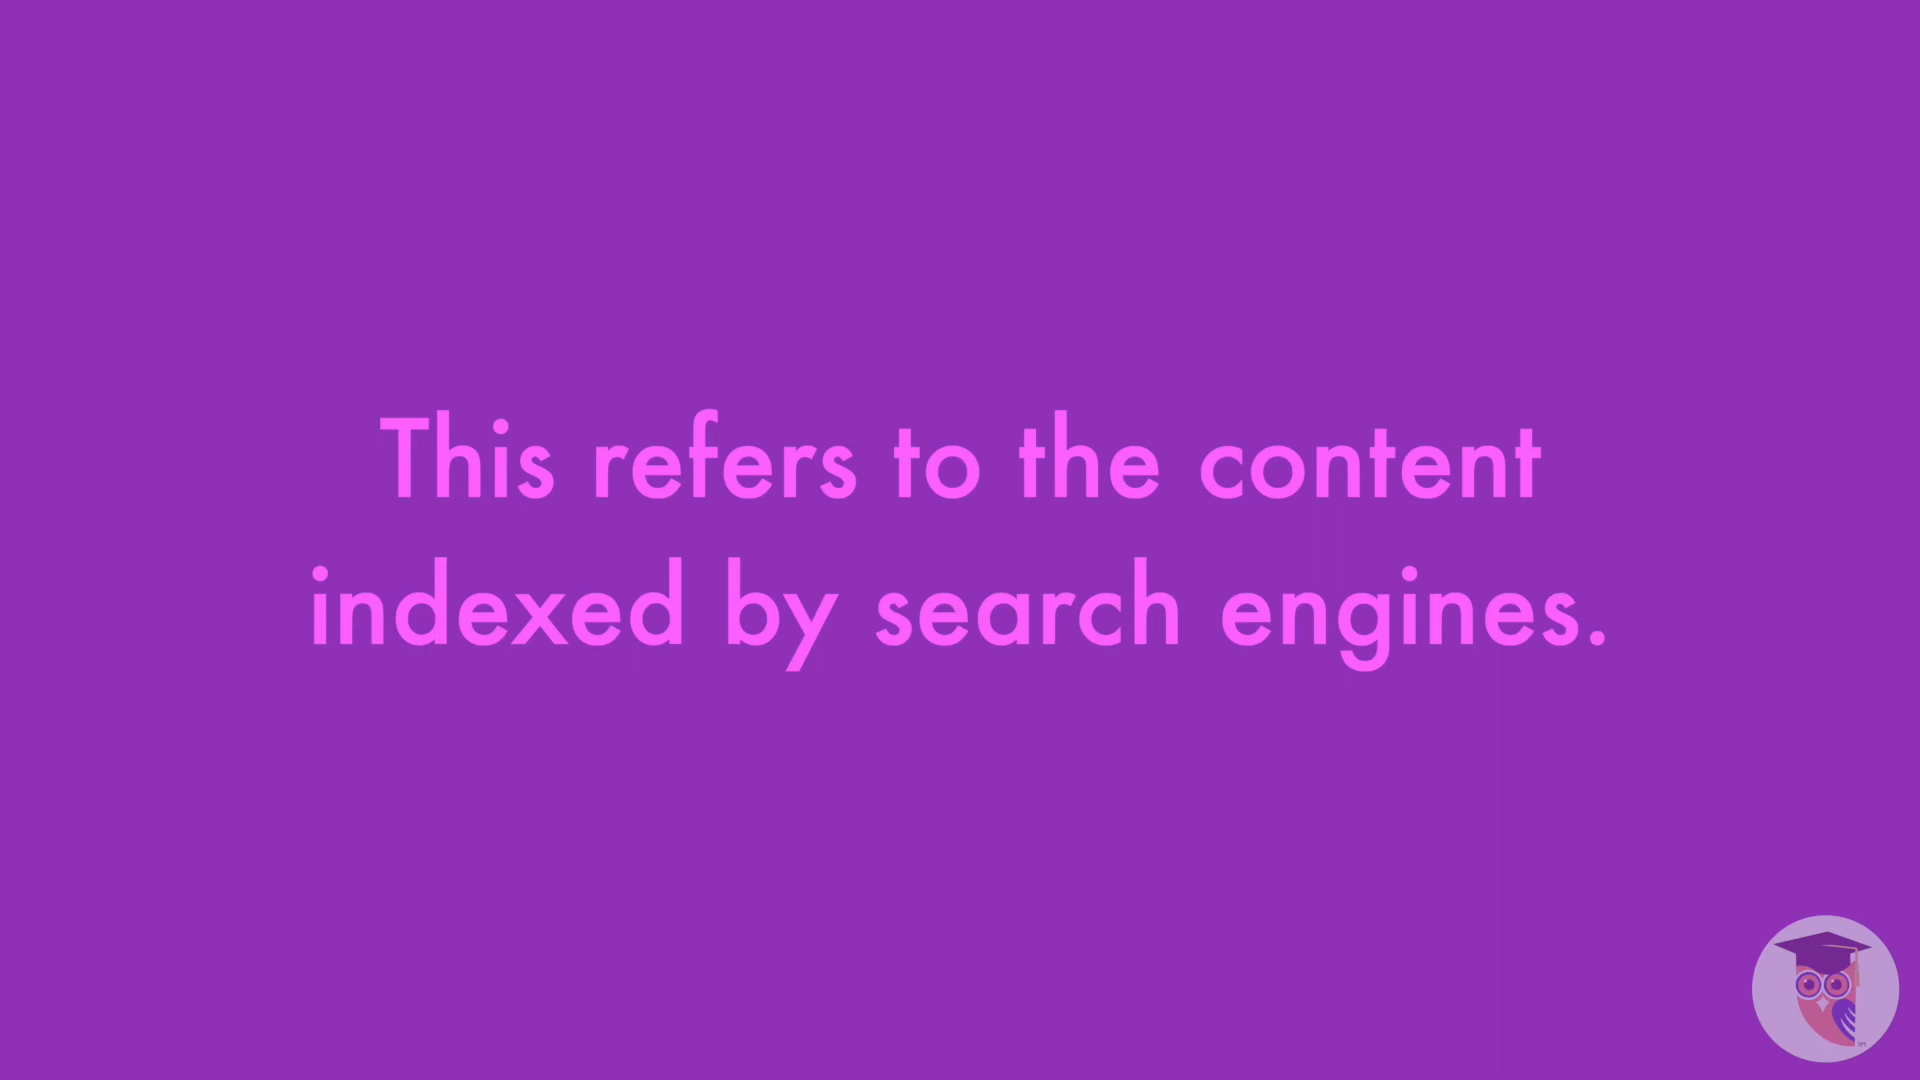 This refers to the content
indexed by search engines.